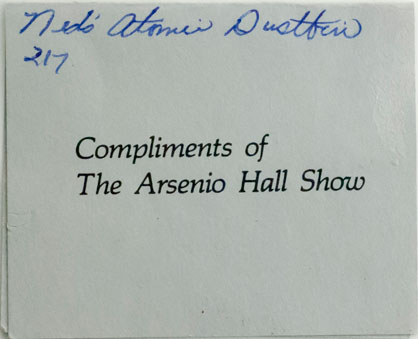 Ned's Atomic Dustbin
217
Compliments of
The Arsenio Hall Show